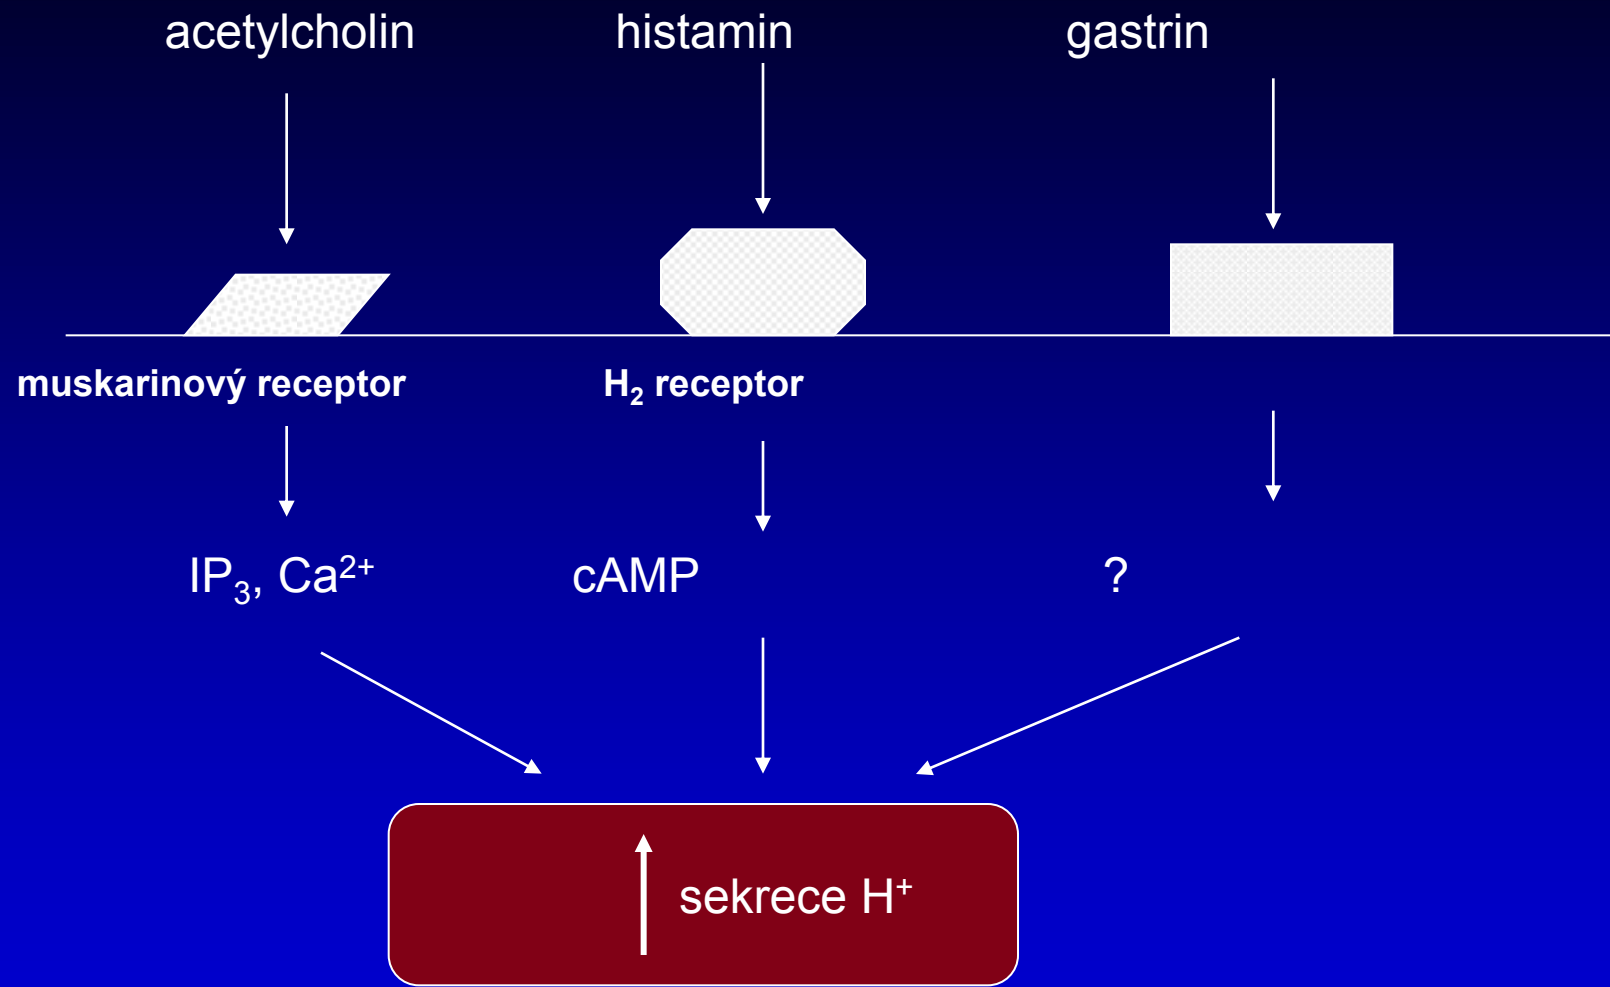 acetylcholin histamin gastrin
muskarinový receptor H₂ receptor
IP₃, Ca²⁺ cAMP ?
sekrece H⁺